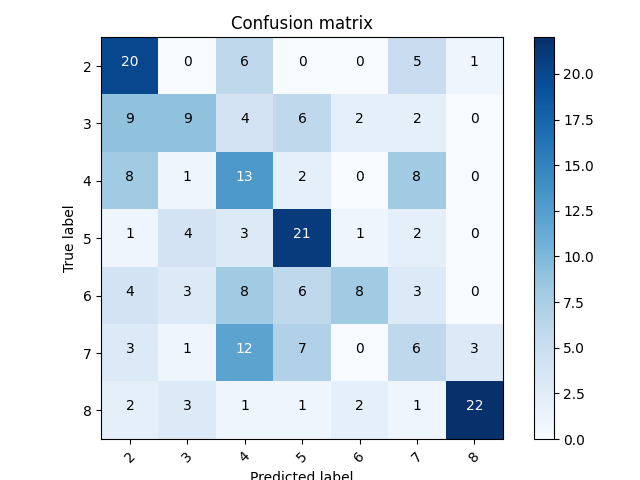 Confusion matrix
True label
2 20 0 6 0 0 5 1
3 9 9 4 6 2 2 0
4 8 1 13 2 0 8 0
5 1 4 3 21 1 2 0
6 4 3 8 6 8 3 0
7 3 1 12 7 0 6 3
8 2 3 1 1 2 1 22
2 3 4 5 6 7 8
Predicted label
20.0
17.5
15.0
12.5
10.0
7.5
5.0
2.5
0.0